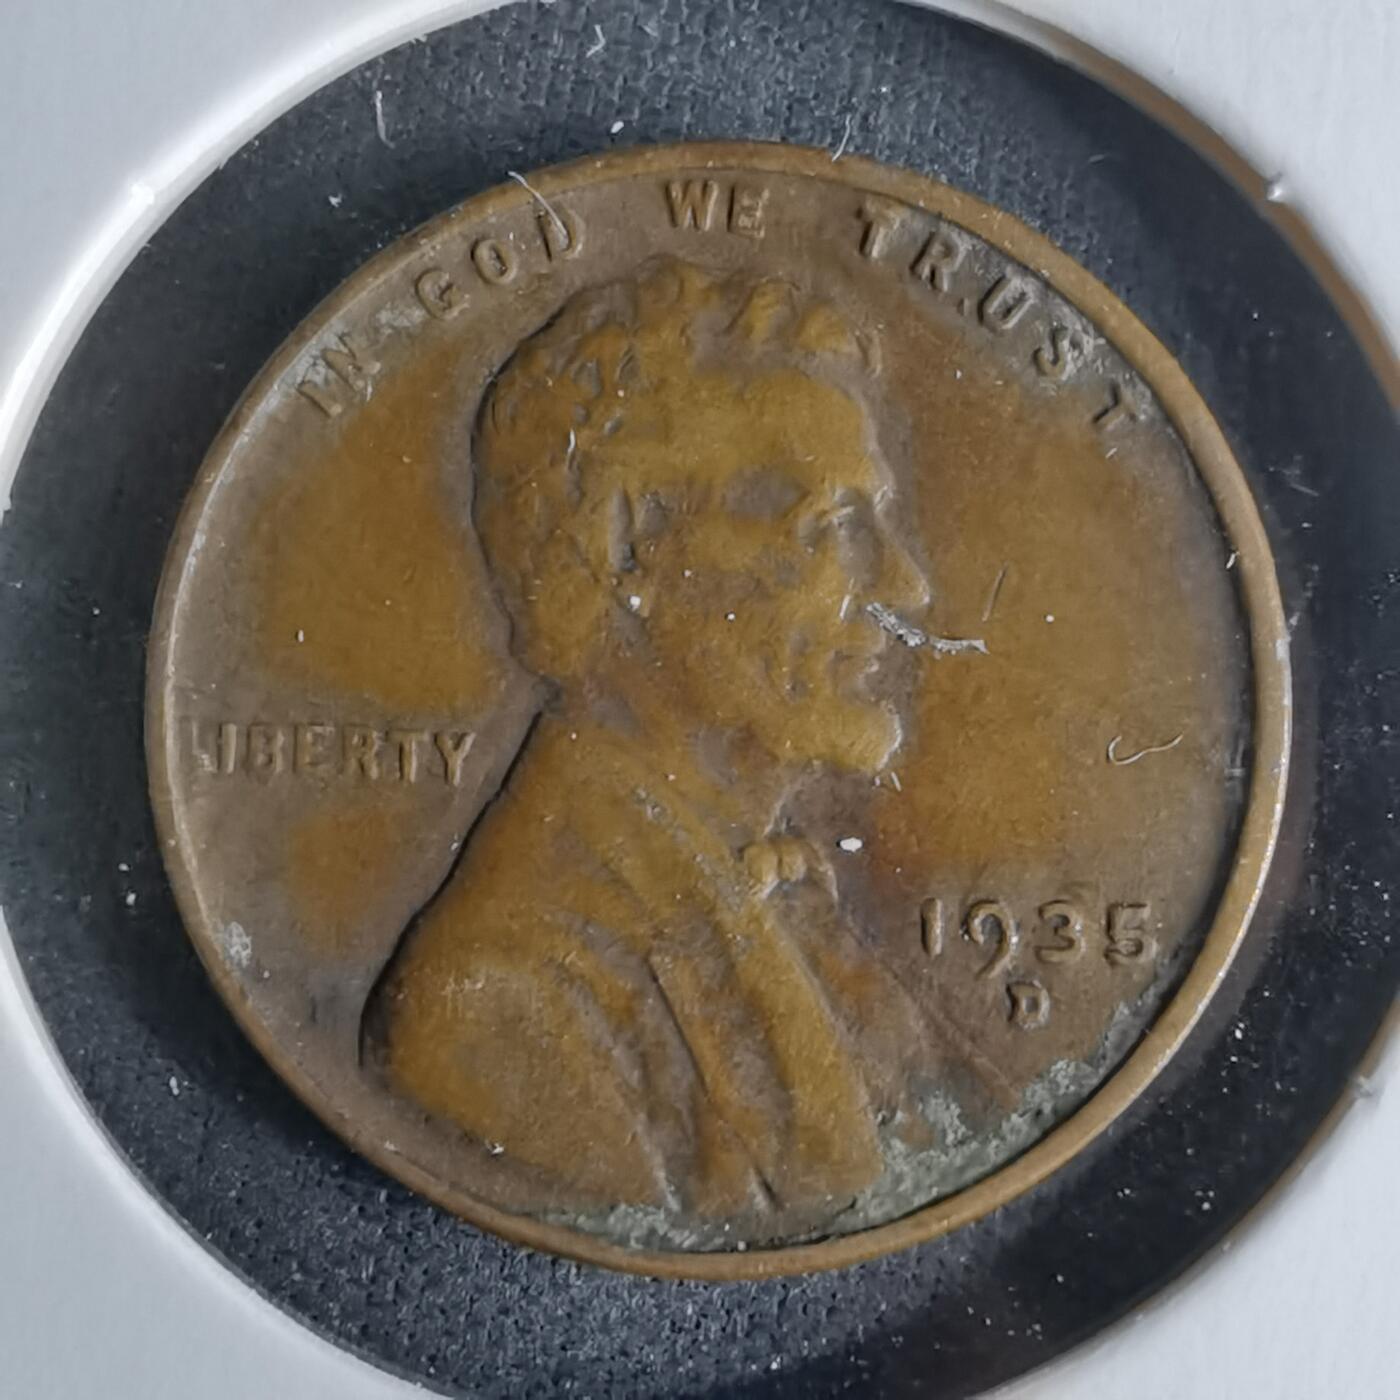 IN GOD WE TRUST
LIBERTY
1935
D